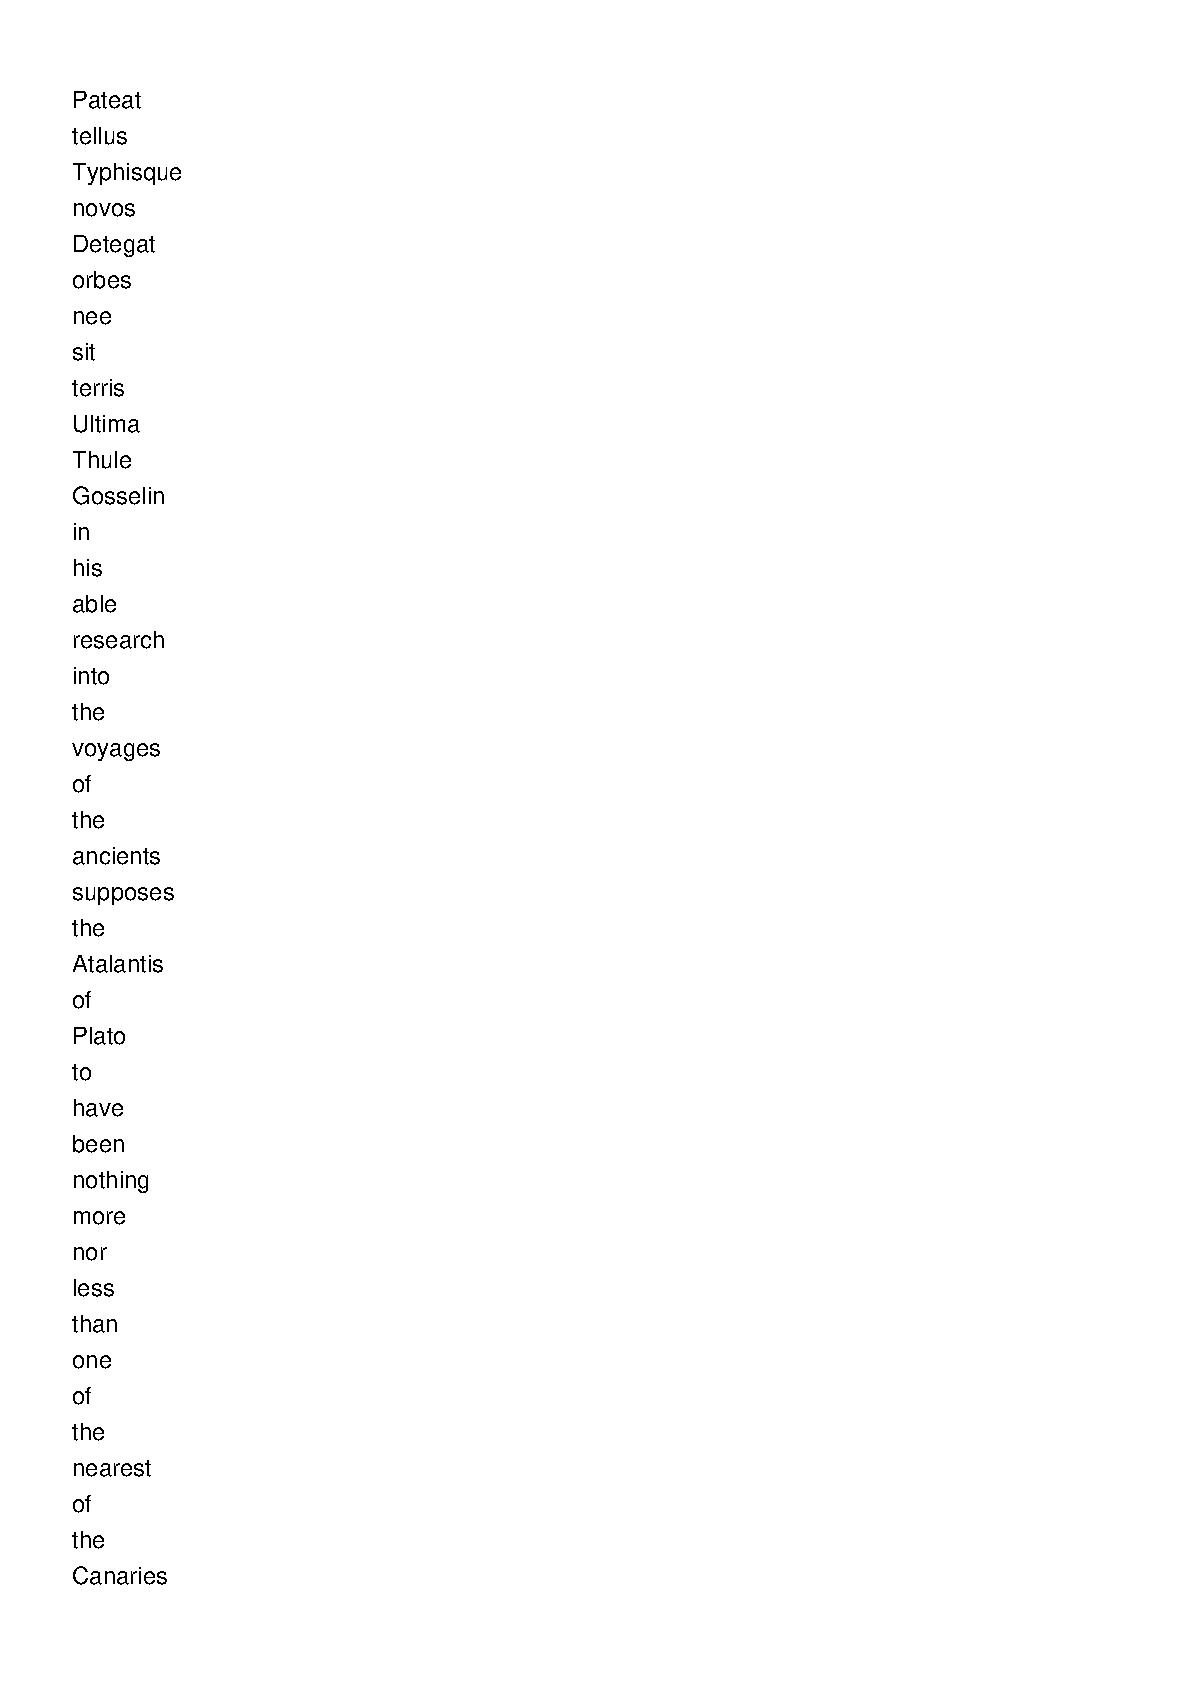 Pateat
tellus
Typhisque
novos
Detegat
orbes
nee
sit
terris
Ultima
Thule
Gosselin
in
his
able
research
into
the
voyages
of
the
ancients
supposes
the
Atalantis
of
Plato
to
have
been
nothing
more
nor
less
than
one
of
the
nearest
of
the
Canaries